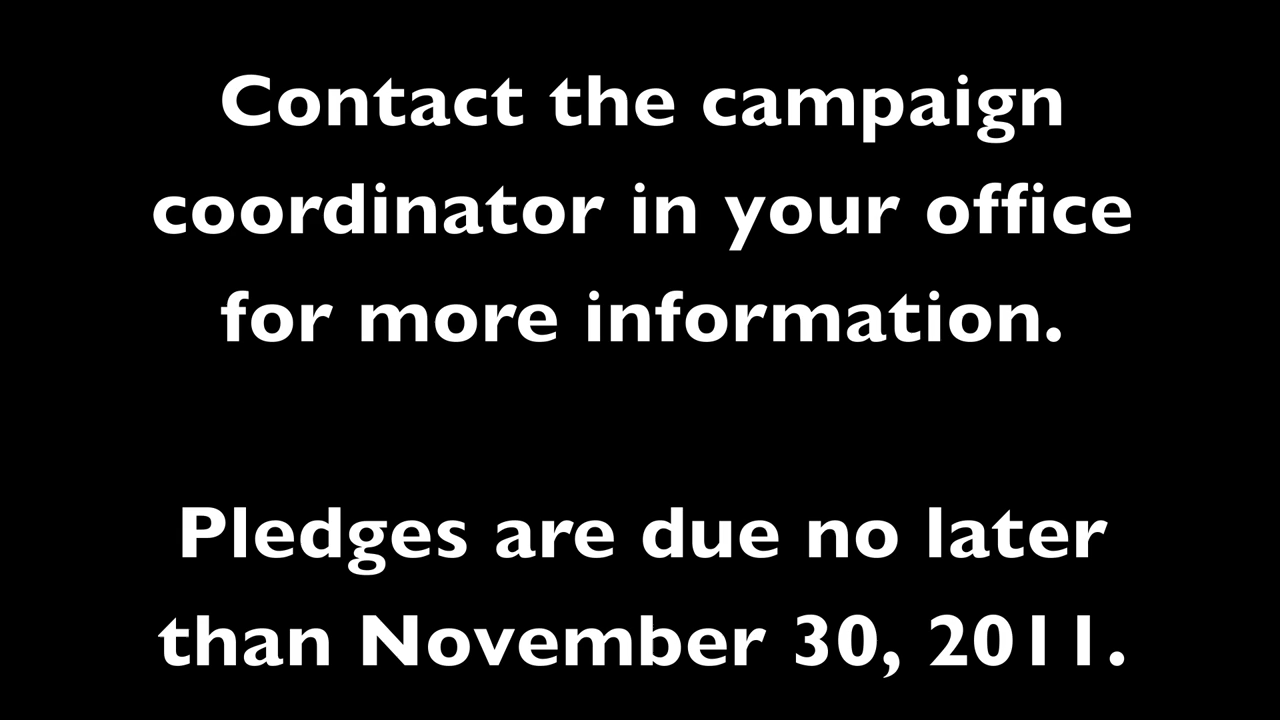 Contact the campaign
coordinator in your office
for more information.
Pledges are due no later
than November 30, 2011.